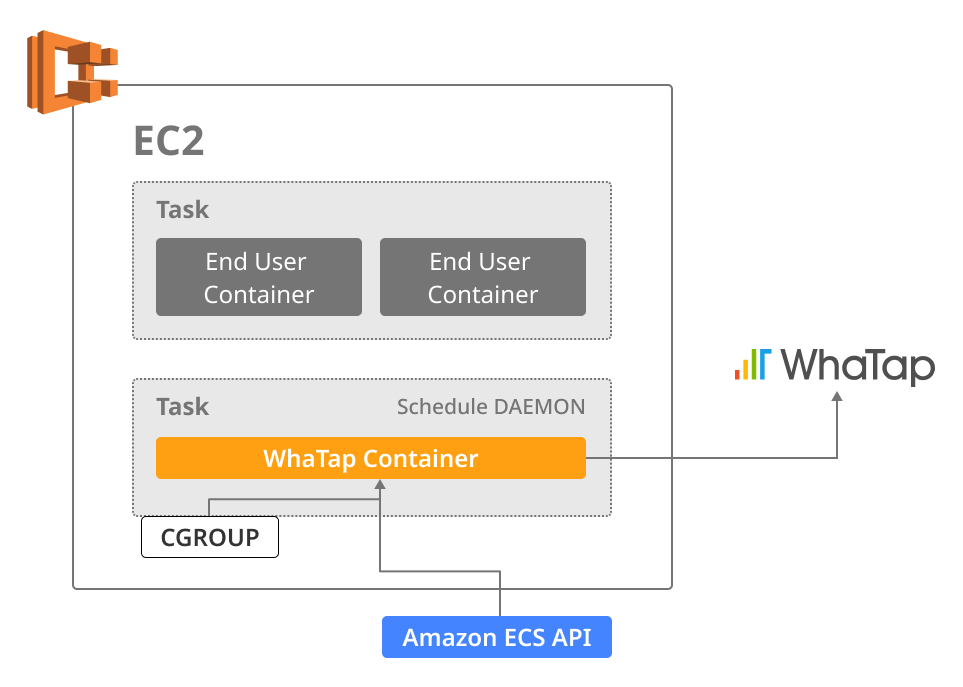 EC2
Task
End User
Container
End User
Container
Task
Schedule DAEMON
WhaTap Container
CGROUP
Amazon ECS API
WhaTap